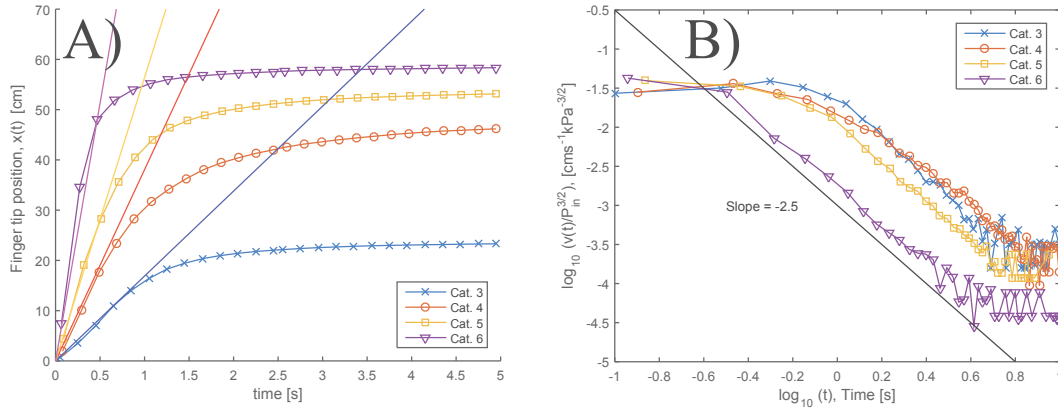 A)
70
60
50
40
30
20
10
0
Finger tip position, x(t) [cm]
0 0.5 1 1.5 2 2.5 3 3.5 4 4.5 5
time [s]
Cat. 3
Cat. 4
Cat. 5
Cat. 6
B)
-0.5
-1
-1.5
-2
-2.5
-3
-3.5
-4
-4.5
-5
log10 (v(t)/Pin^3/2), [cms-1kPa-3/2]
Slope = -2.5
-1 -0.8 -0.6 -0.4 -0.2 0 0.2 0.4 0.6 0.8 1
log10 (t), Time [s]
Cat. 3
Cat. 4
Cat. 5
Cat. 6